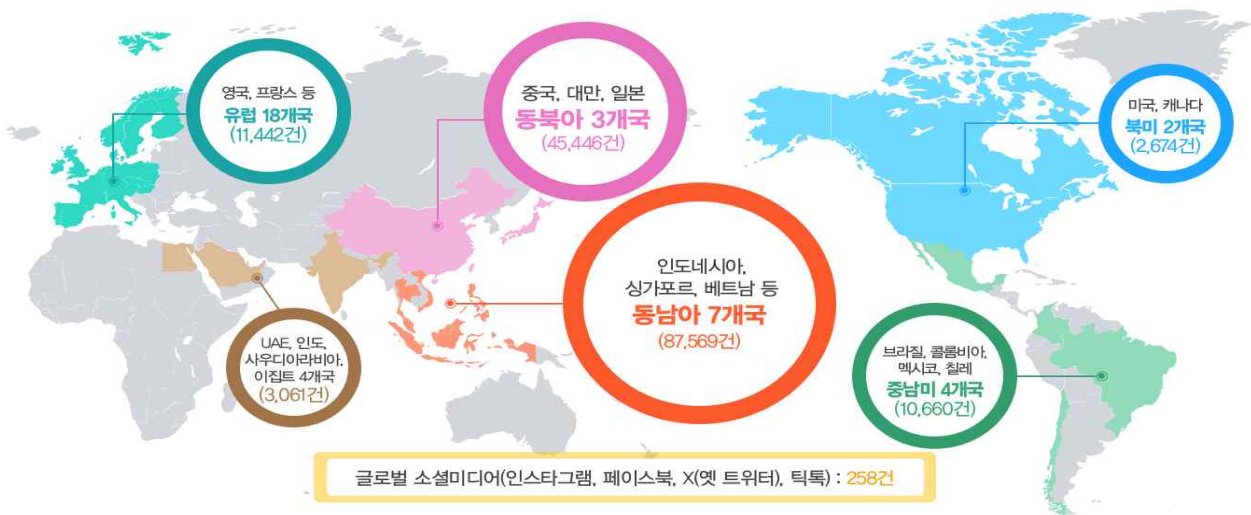 영국, 프랑스 등
유럽 18개국
(11,442건)
중국, 대만, 일본
동북아 3개국
(45,446건)
미국, 캐나다
북미 2개국
(2,674건)
인도네시아,
싱가포르, 베트남 등
동남아 7개국
(87,569건)
UAE, 인도,
사우디아라비아,
이집트 4개국
(3,061건)
브라질, 콜롬비아,
멕시코, 칠레
중남미 4개국
(10,660건)
글로벌 소셜미디어(인스타그램, 페이스북, X(옛 트위터), 틱톡) : 258건